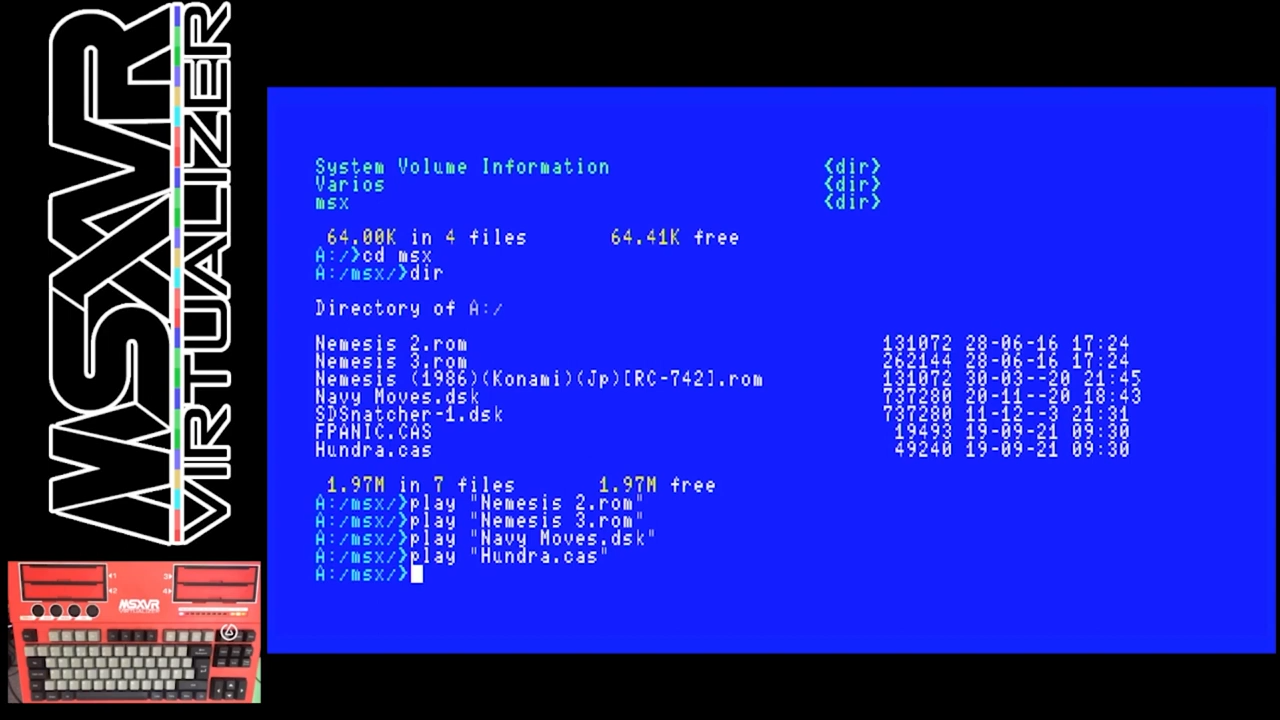 MSXVR
VIRTUALIZER
System Volume Information {dir}
Varios {dir}
msx {dir}
64.00K in 4 files 64.41K free
A:/>cd msx
A:/msx/>dir
Directory of A:/
Nemesis 2.rom 131072 28-06-16 17:24
Nemesis 3.rom 262144 28-06-16 17:24
Nemesis (1986)(Konami)(Jp)[RC-742].rom 131072 30-03--20 21:45
Navy Moves.dsk 737280 20-11--20 18:43
SDSnatcher-1.dsk 737280 11-12--3 21:31
FPANIC.CAS 19493 19-09-21 09:30
Hundra.cas 49240 19-09-21 09:30
1.97M in 7 files 1.97M free
A:/msx/>play "Nemesis 2.rom"
A:/msx/>play "Nemesis 3.rom"
A:/msx/>play "Navy Moves.dsk"
A:/msx/>play "Hundra.cas"
A:/msx/>
1
2
3
4
MSXVR